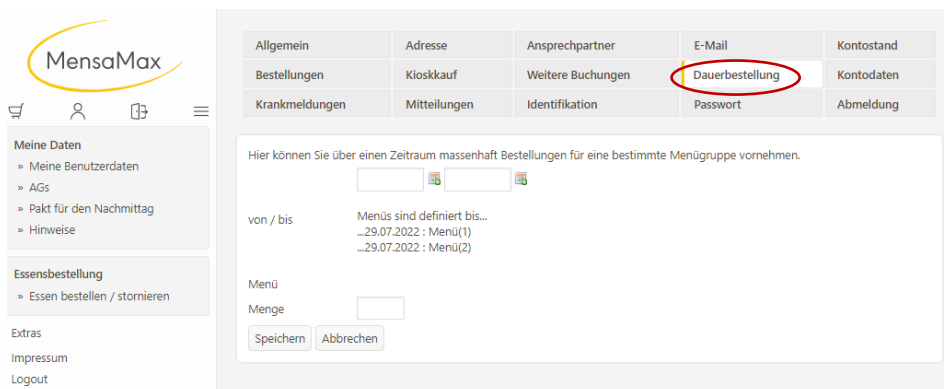 MensaMax
Meine Daten
» Meine Benutzerdaten
» AGs
» Pakt für den Nachmittag
» Hinweise
Essensbestellung
» Essen bestellen / stornieren
Extras
Impressum
Logout
Allgemein Adresse Ansprechpartner E-Mail Kontostand
Bestellungen Kioskkauf Weitere Buchungen Dauerbestellung Kontodaten
Krankmeldungen Mitteilungen Identifikation Passwort Abmeldung
Hier können Sie über einen Zeitraum massenhaft Bestellungen für eine bestimmte Menügruppe vornehmen.
von / bis
Menüs sind definiert bis...
...29.07.2022 : Menü(1)
...29.07.2022 : Menü(2)
Menü
Menge
Speichern Abbrechen